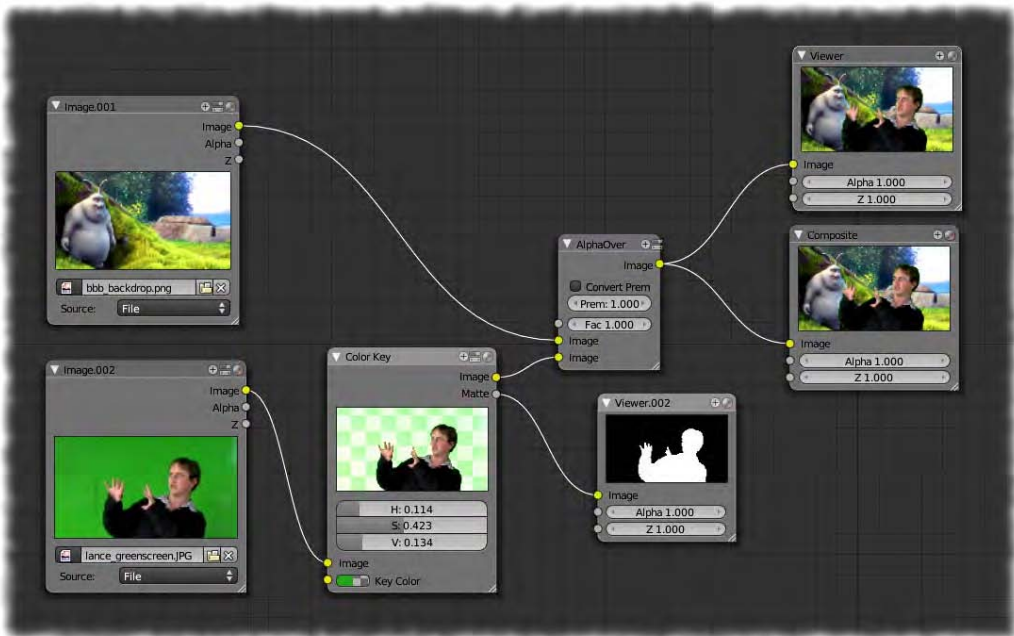 Image.001
Image
Alpha
Z
bbb_backdrop.png
Source: File
Image.002
Image
Alpha
Z
lance_greenscreen.JPG
Source: File
Color Key
Image
Matte
H: 0.114
S: 0.423
V: 0.134
Image
Key Color
AlphaOver
Image
Convert Prem
Prem: 1.000
Fac 1.000
Image
Image
Viewer
Image
Alpha 1.000
Z 1.000
Composite
Image
Alpha 1.000
Z 1.000
Viewer.002
Image
Alpha 1.000
Z 1.000